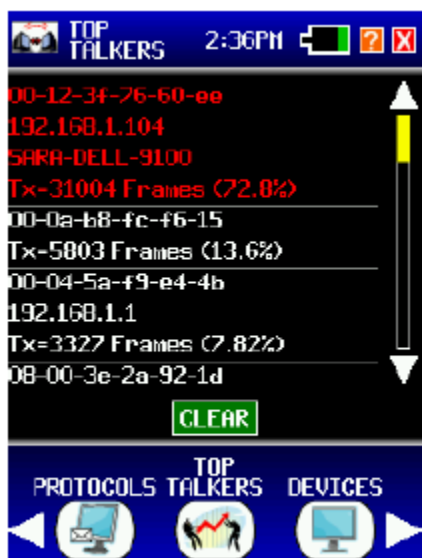 TOP
TALKERS
2:36PM
?
X
00-12-3f-76-60-ee
192.168.1.104
SARA-DELL-9100
Tx=31004 Frames (72.8%)
00-0a-b8-fc-f6-15
Tx=5803 Frames (13.6%)
00-04-5a-f9-e4-4b
192.168.1.1
Tx=3327 Frames (7.82%)
08-00-3e-2a-92-1d
CLEAR
PROTOCOLS
TOP
TALKERS
DEVICES